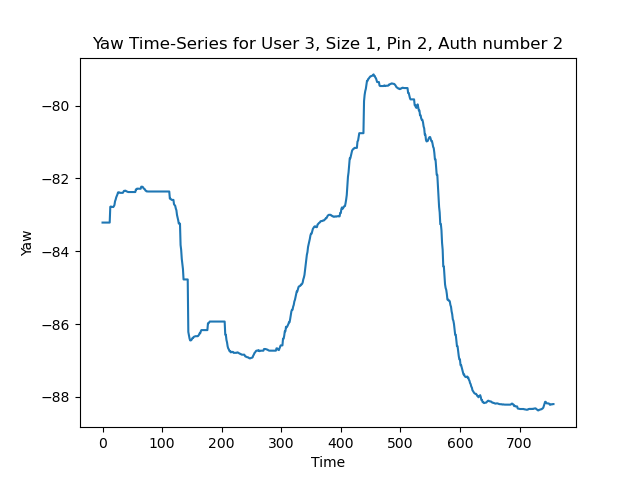 Yaw Time-Series for User 3, Size 1, Pin 2, Auth number 2
−80
−82
−84
−86
−88
Yaw
0 100 200 300 400 500 600 700
Time